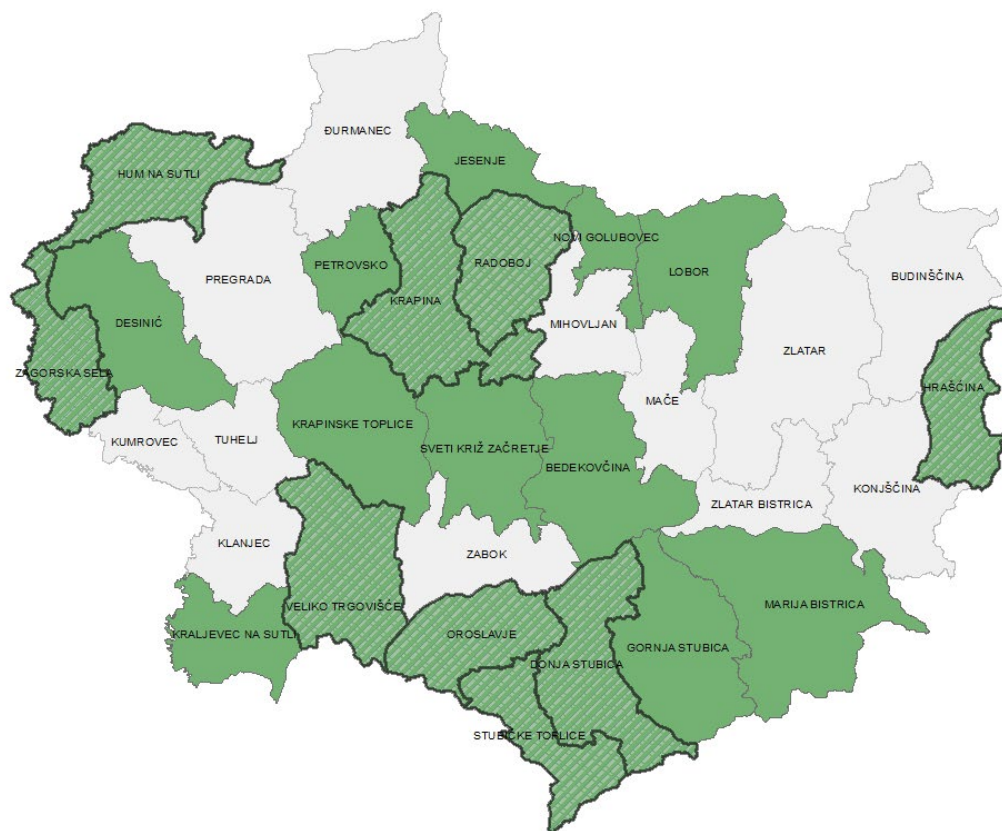 ĐURMANEC
JESENJE
HUM NA SUTLI
NOVI GOLUBOVEC
RADOBOJ
PETROVSKO
LOBOR
KRAPINA
BUDINŠČINA
PREGRADA
DESINIĆ
MIHOVLJAN
ZLATAR
ZAGORSKA SELA
HRAŠĆINA
MAČE
KRAPINSKE TOPLICE
KUMROVEC
TUHELJ
SVETI KRIŽ ZAČRETJE
BEDEKOVČINA
KONJŠČINA
ZLATAR BISTRICA
KLANJEC
ZABOK
VELIKO TRGOVIŠĆE
MARIJA BISTRICA
KRALJEVEC NA SUTLI
OROSLAVJE
GORNJA STUBICA
DONJA STUBICA
STUBIČKE TOPLICE